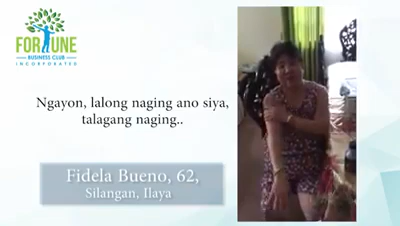 FORTUNE
BUSINESS CLUB
INCORPORATED
Ngayon, lalong naging ano siya,
talagang naging..
Fidela Bueno, 62,
Silangan, Ilaya